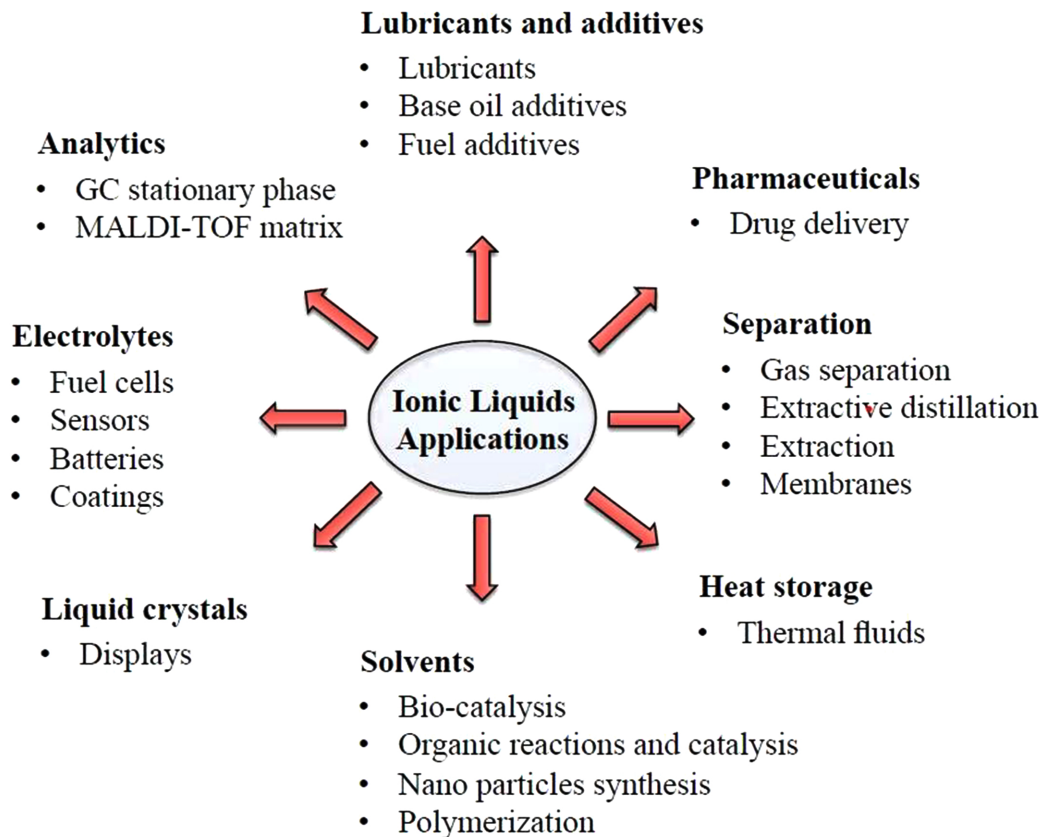 Lubricants and additives
• Lubricants
• Base oil additives
• Fuel additives
Analytics
• GC stationary phase
• MALDI-TOF matrix
Pharmaceuticals
• Drug delivery
Electrolytes
• Fuel cells
• Sensors
• Batteries
• Coatings
Ionic Liquids
Applications
Separation
• Gas separation
• Extractive distillation
• Extraction
• Membranes
Liquid crystals
• Displays
Solvents
• Bio-catalysis
• Organic reactions and catalysis
• Nano particles synthesis
• Polymerization
Heat storage
• Thermal fluids